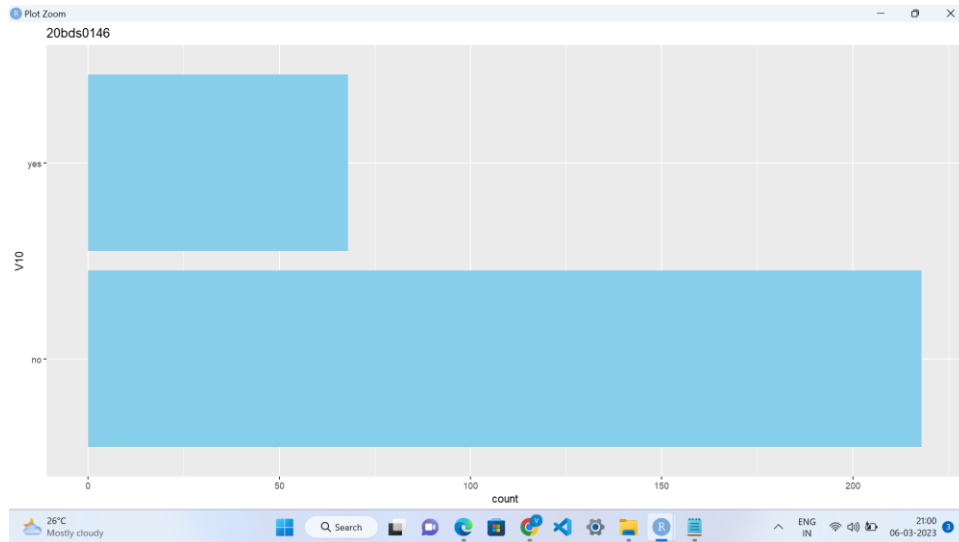 Plot Zoom
20bds0146
yes
V10
no
0 50 100 150 200
count
26°C
Mostly cloudy
Search
ENG
IN
21:00
06-03-2023
3